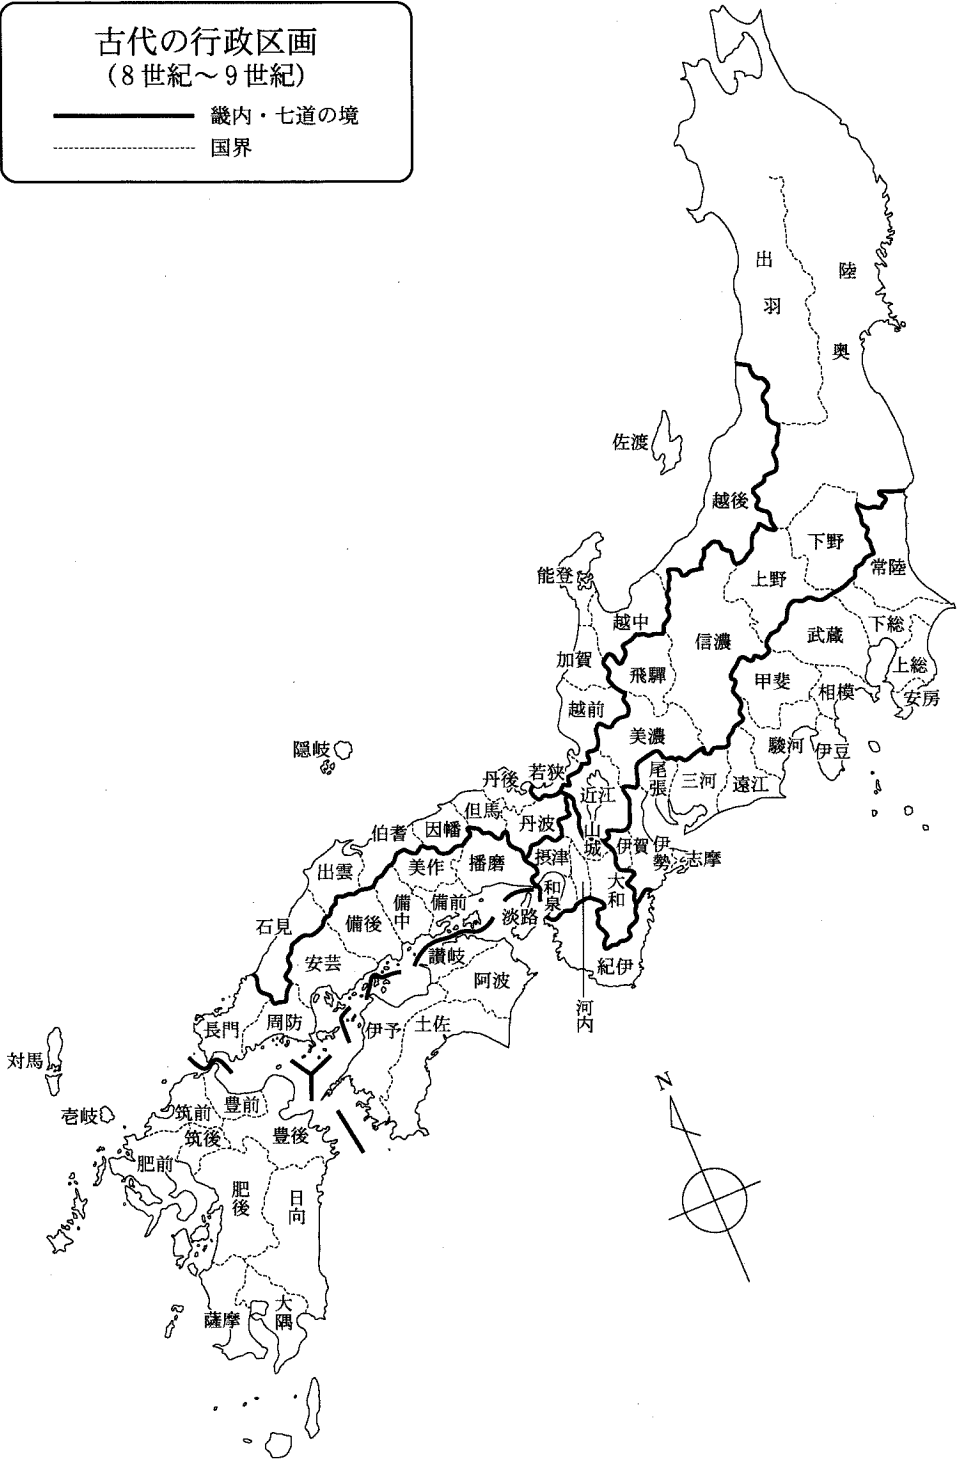 古代の行政区画
(8世紀〜9世紀)
畿内・七道の境
国界
出羽
陸奥
佐渡
越後
下野
常陸
能登
上野
越中
信濃
武蔵
下総
加賀
飛驒
甲斐
上総
相模
安房
越前
美濃
駿河
伊豆
隠岐
丹後
若狭
近江
尾張
三河
遠江
但馬
丹波
山城
伯耆
因幡
伊賀
伊勢
志摩
出雲
美作
播磨
摂津
大和
和泉
備前
備中
備後
淡路
石見
安芸
讃岐
紀伊
阿波
河内
長門
周防
伊予
土佐
対馬
壱岐
筑前
豊前
筑後
豊後
肥前
肥後
日向
薩摩
大隅
N